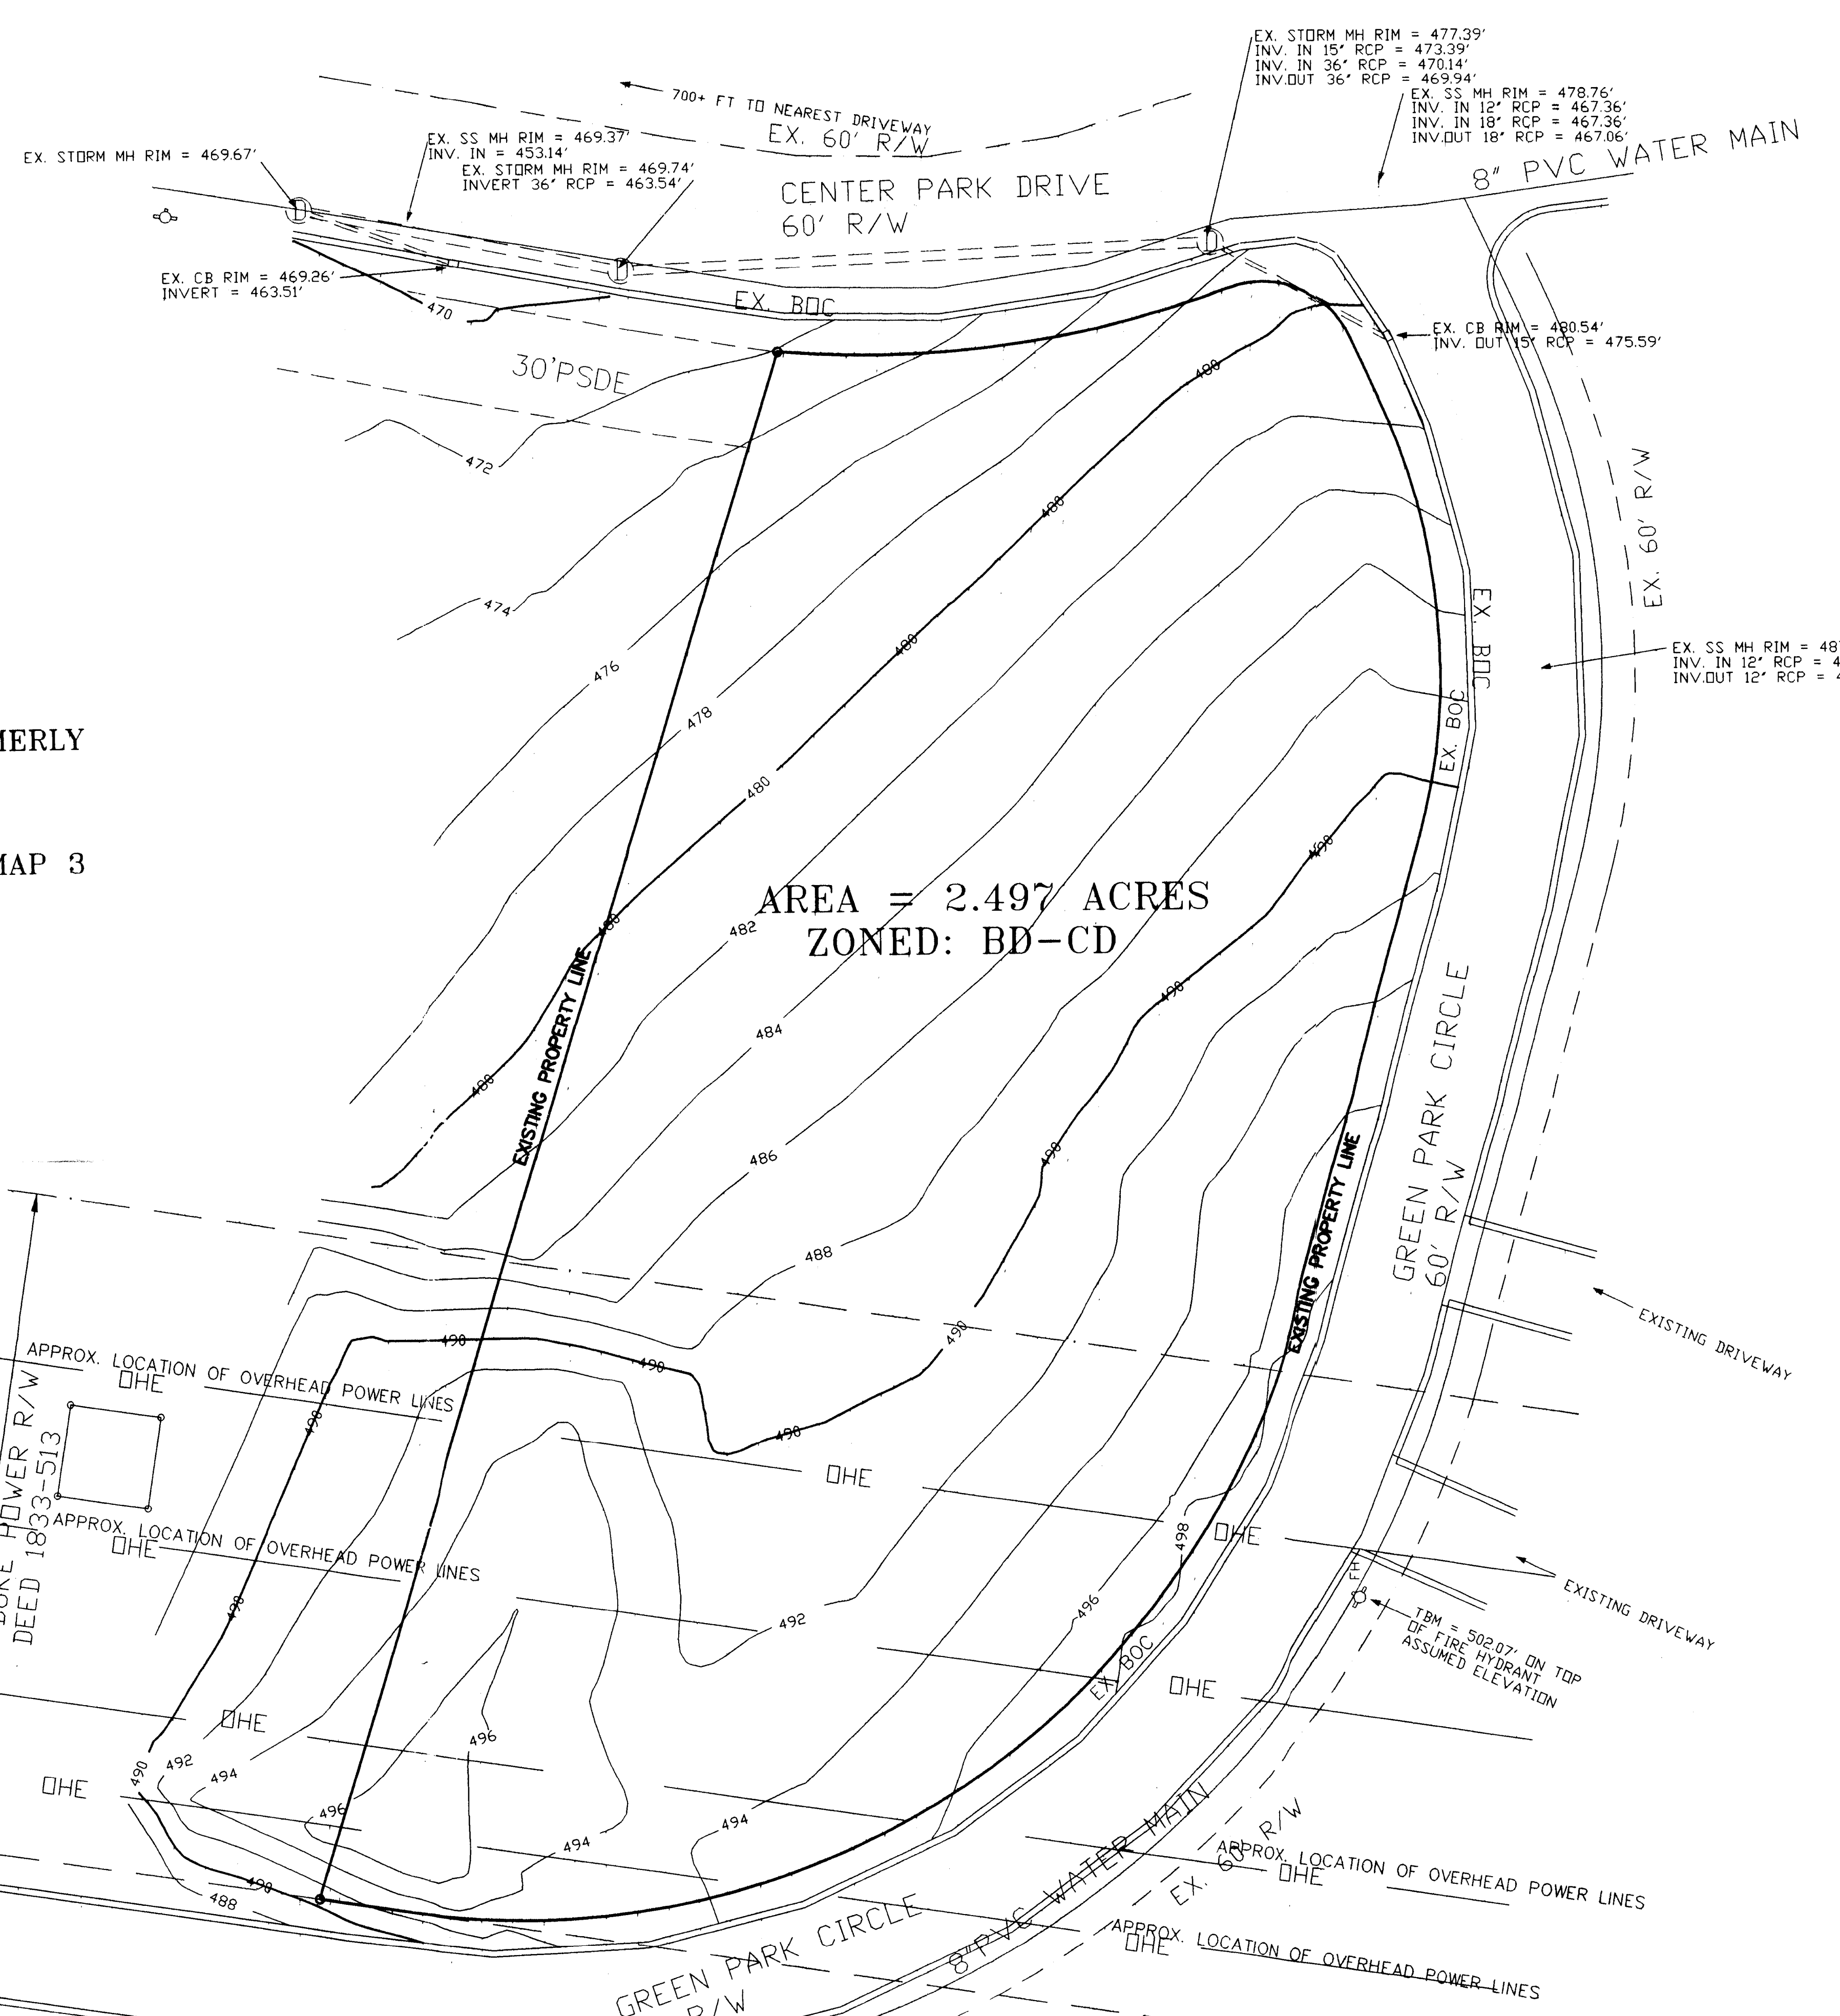 EX. STORM MH RIM = 477.39'
INV. IN 15" RCP = 473.39'
INV. IN 36" RCP = 470.14'
INV.OUT 36" RCP = 469.94'
EX. SS MH RIM = 478.76'
INV. IN 12" RCP = 467.36'
INV. IN 18" RCP = 467.36'
INV.OUT 18" RCP = 467.06'
8" PVC WATER MAIN
700+ FT TO NEAREST DRIVEWAY
EX. 60' R/W
EX. SS MH RIM = 469.37'
INV. IN = 453.14'
EX. STORM MH RIM = 469.74'
INVERT 36" RCP = 463.54'
EX. STORM MH RIM = 469.67'
CENTER PARK DRIVE
60' R/W
D
D
D
EX. CB RIM = 469.26'
INVERT = 463.51'
470
EX. BOC
EX. CB RIM = 480.54'
INV. OUT 15" RCP = 475.59'
30'PSDE
480
472
480
EX. 60' R/W
474
480
EX. BOC
EX. SS MH RIM = 48
INV. IN 12" RCP = 4
INV.OUT 12" RCP =
476
478
EX. BOC
MERLY
480
490
MAP 3
AREA = 2.497 ACRES
ZONED: BD-CD
482
480
490
EXISTING PROPERTY LINE
484
480
GREEN PARK CIRCLE
60' R/W
486
490
EXISTING PROPERTY LINE
488
EXISTING DRIVEWAY
490
490
490
APPROX. LOCATION OF OVERHEAD POWER LINES
OHE
490
490
POWER R/W
DEED 1833-513
OHE
OHE
498
APPROX. LOCATION OF OVERHEAD POWER LINES
OHE
FH
EXISTING DRIVEWAY
TBM = 502.07' ON TOP
OF FIRE HYDRANT
ASSUMED ELEVATION
490
492
496
EX. BOC
OHE
OHE
496
490
492
494
OHE
496
494
494
8"PVC WATER MAIN
EX. 60' R/W
APPROX. LOCATION OF OVERHEAD POWER LINES
OHE
490
488
GREEN PARK CIRCLE
R/W
APPROX. LOCATION OF OVERHEAD POWER LINES
OHE